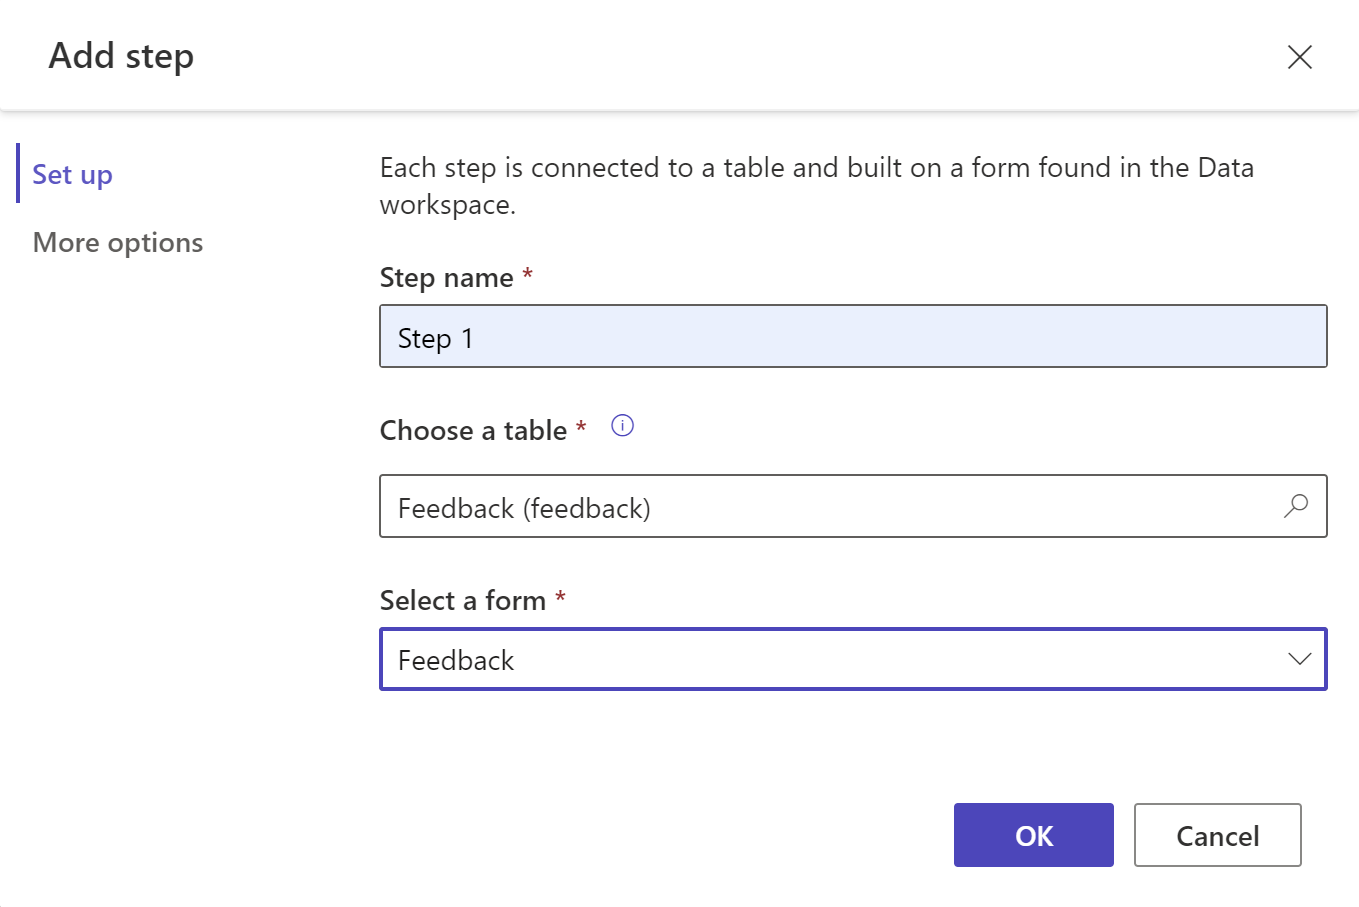 Add step
Set up
More options
Each step is connected to a table and built on a form found in the Data
workspace.
Step name *
Step 1
Choose a table *
Feedback (feedback)
Select a form *
Feedback
OK
Cancel